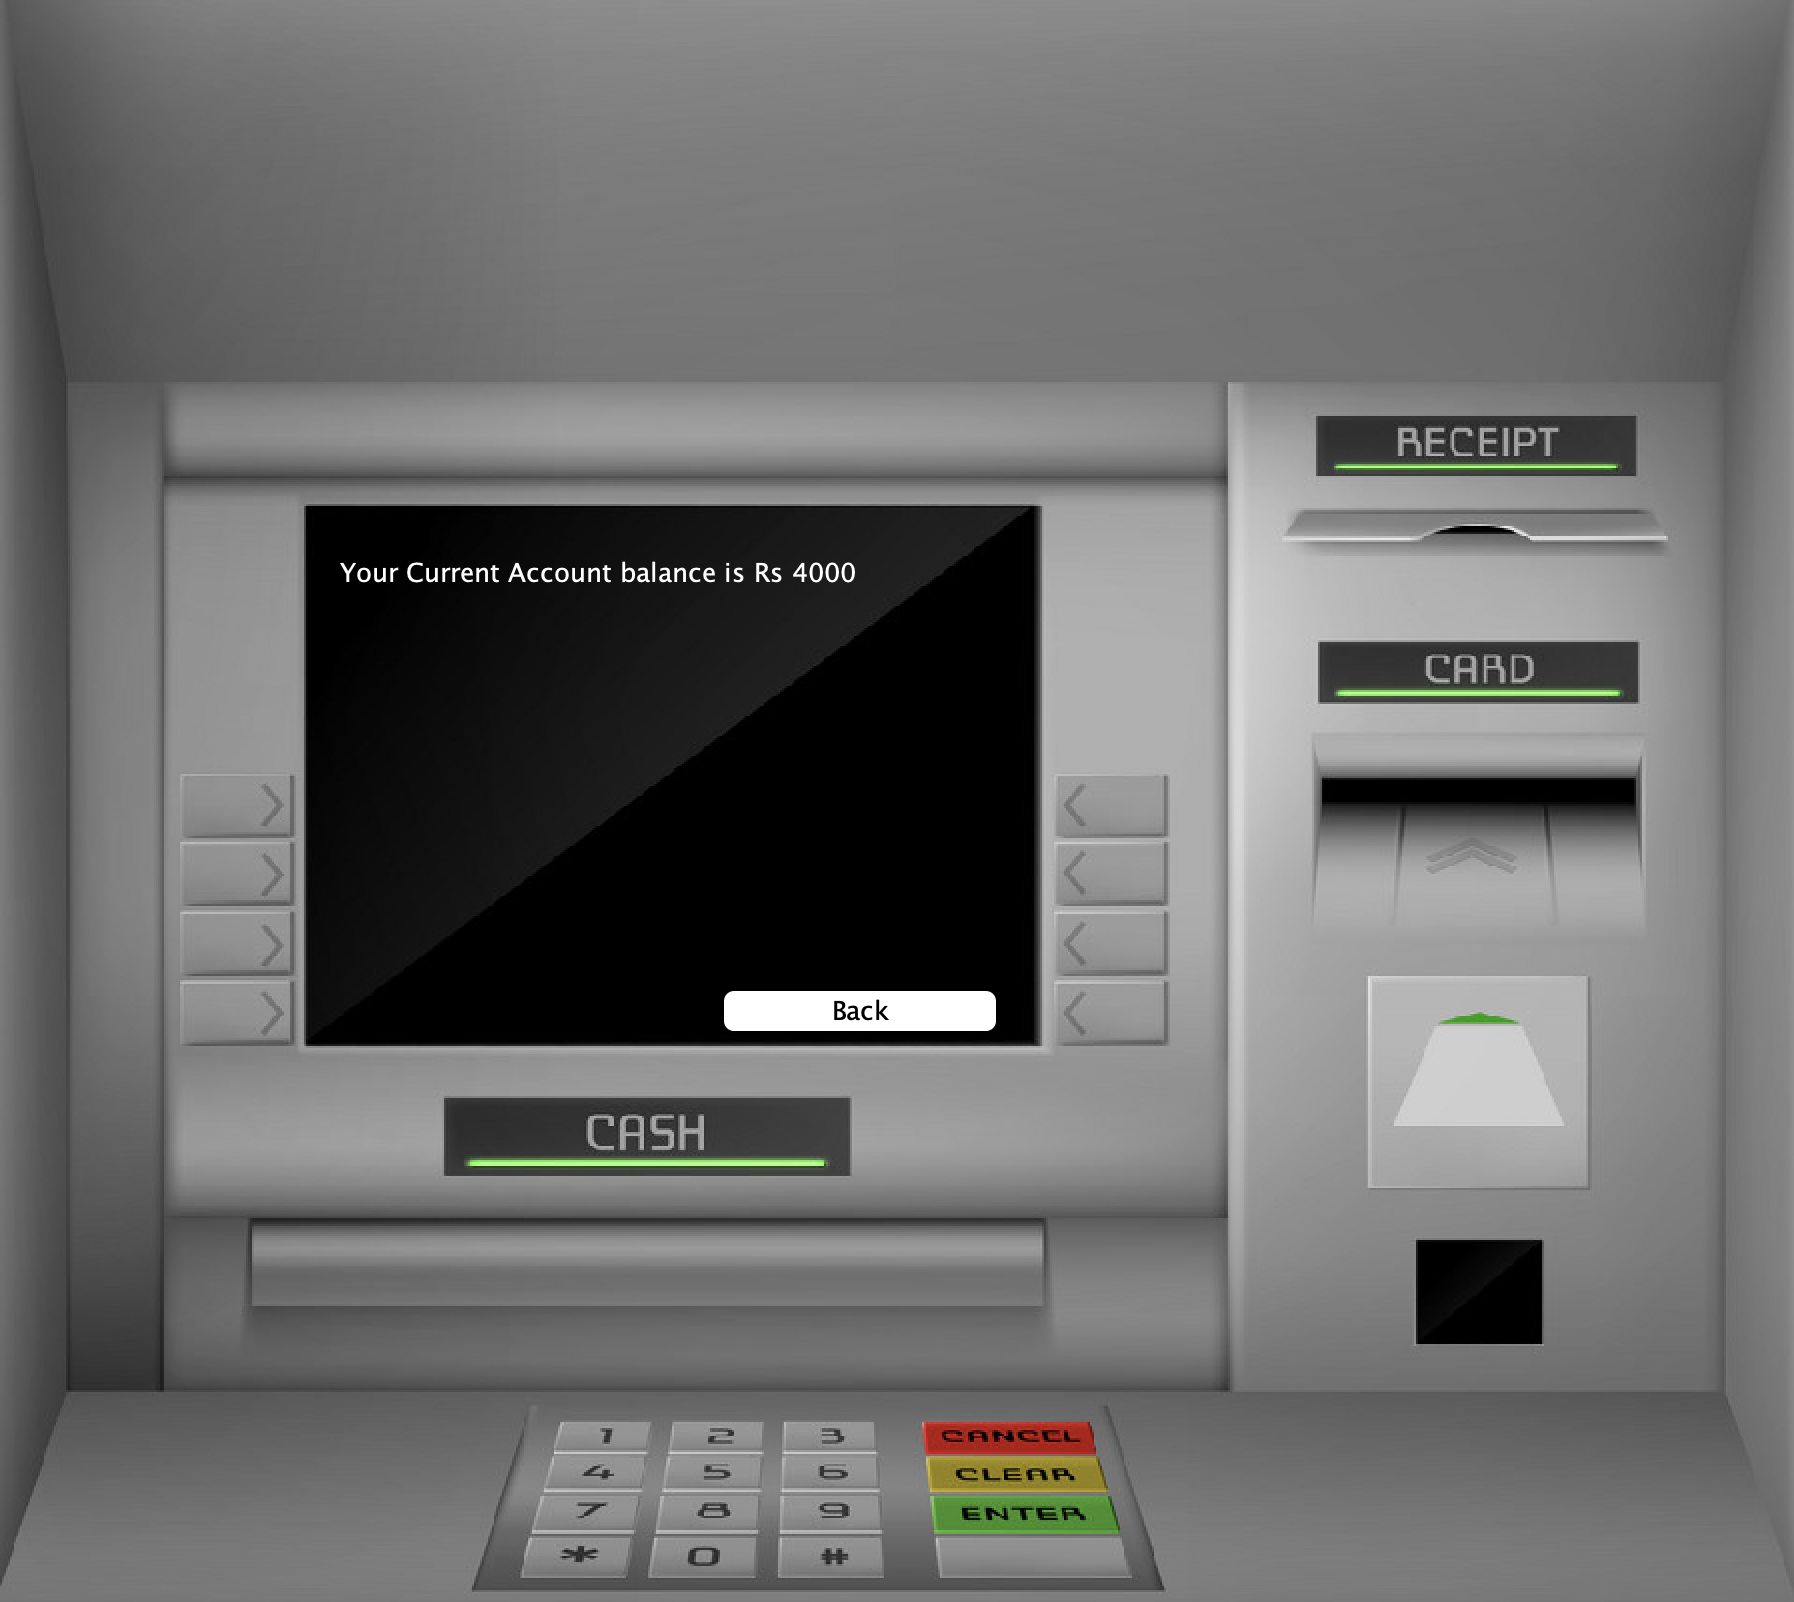 RECEIPT
Your Current Account balance is Rs 4000
CARD
Back
CASH
1 2 3 CANCEL
4 5 6 CLEAR
7 8 9 ENTER
* 0 #